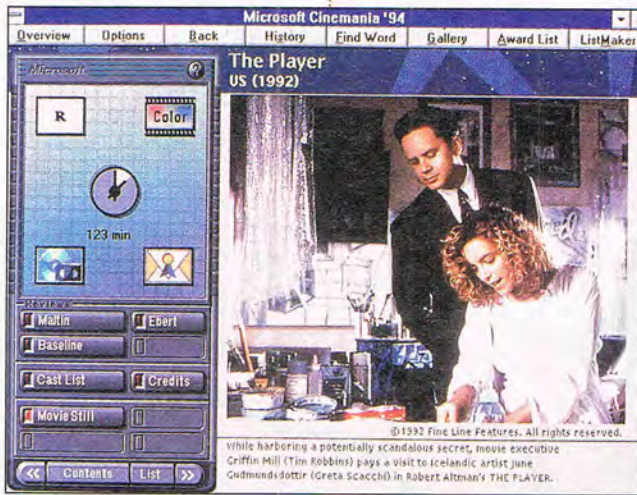 Microsoft Cinemania '94
Overview Options Back History Find Word Gallery Award List ListMaker
Microsoft ?
The Player
US (1992)
R Color
123 min
CD A
Reviews
Maltin Ebert
Baseline
Cast List Credits
Movie Still
<< Contents List >>
©1992 Fine Line Features. All rights reserved.
While harboring a potentially scandalous secret, movie executive
Griffin Mill (Tim Robbins) pays a visit to Icelandic artist June
Gudmundsdottir (Greta Scacchi) in Robert Altman's THE PLAYER.